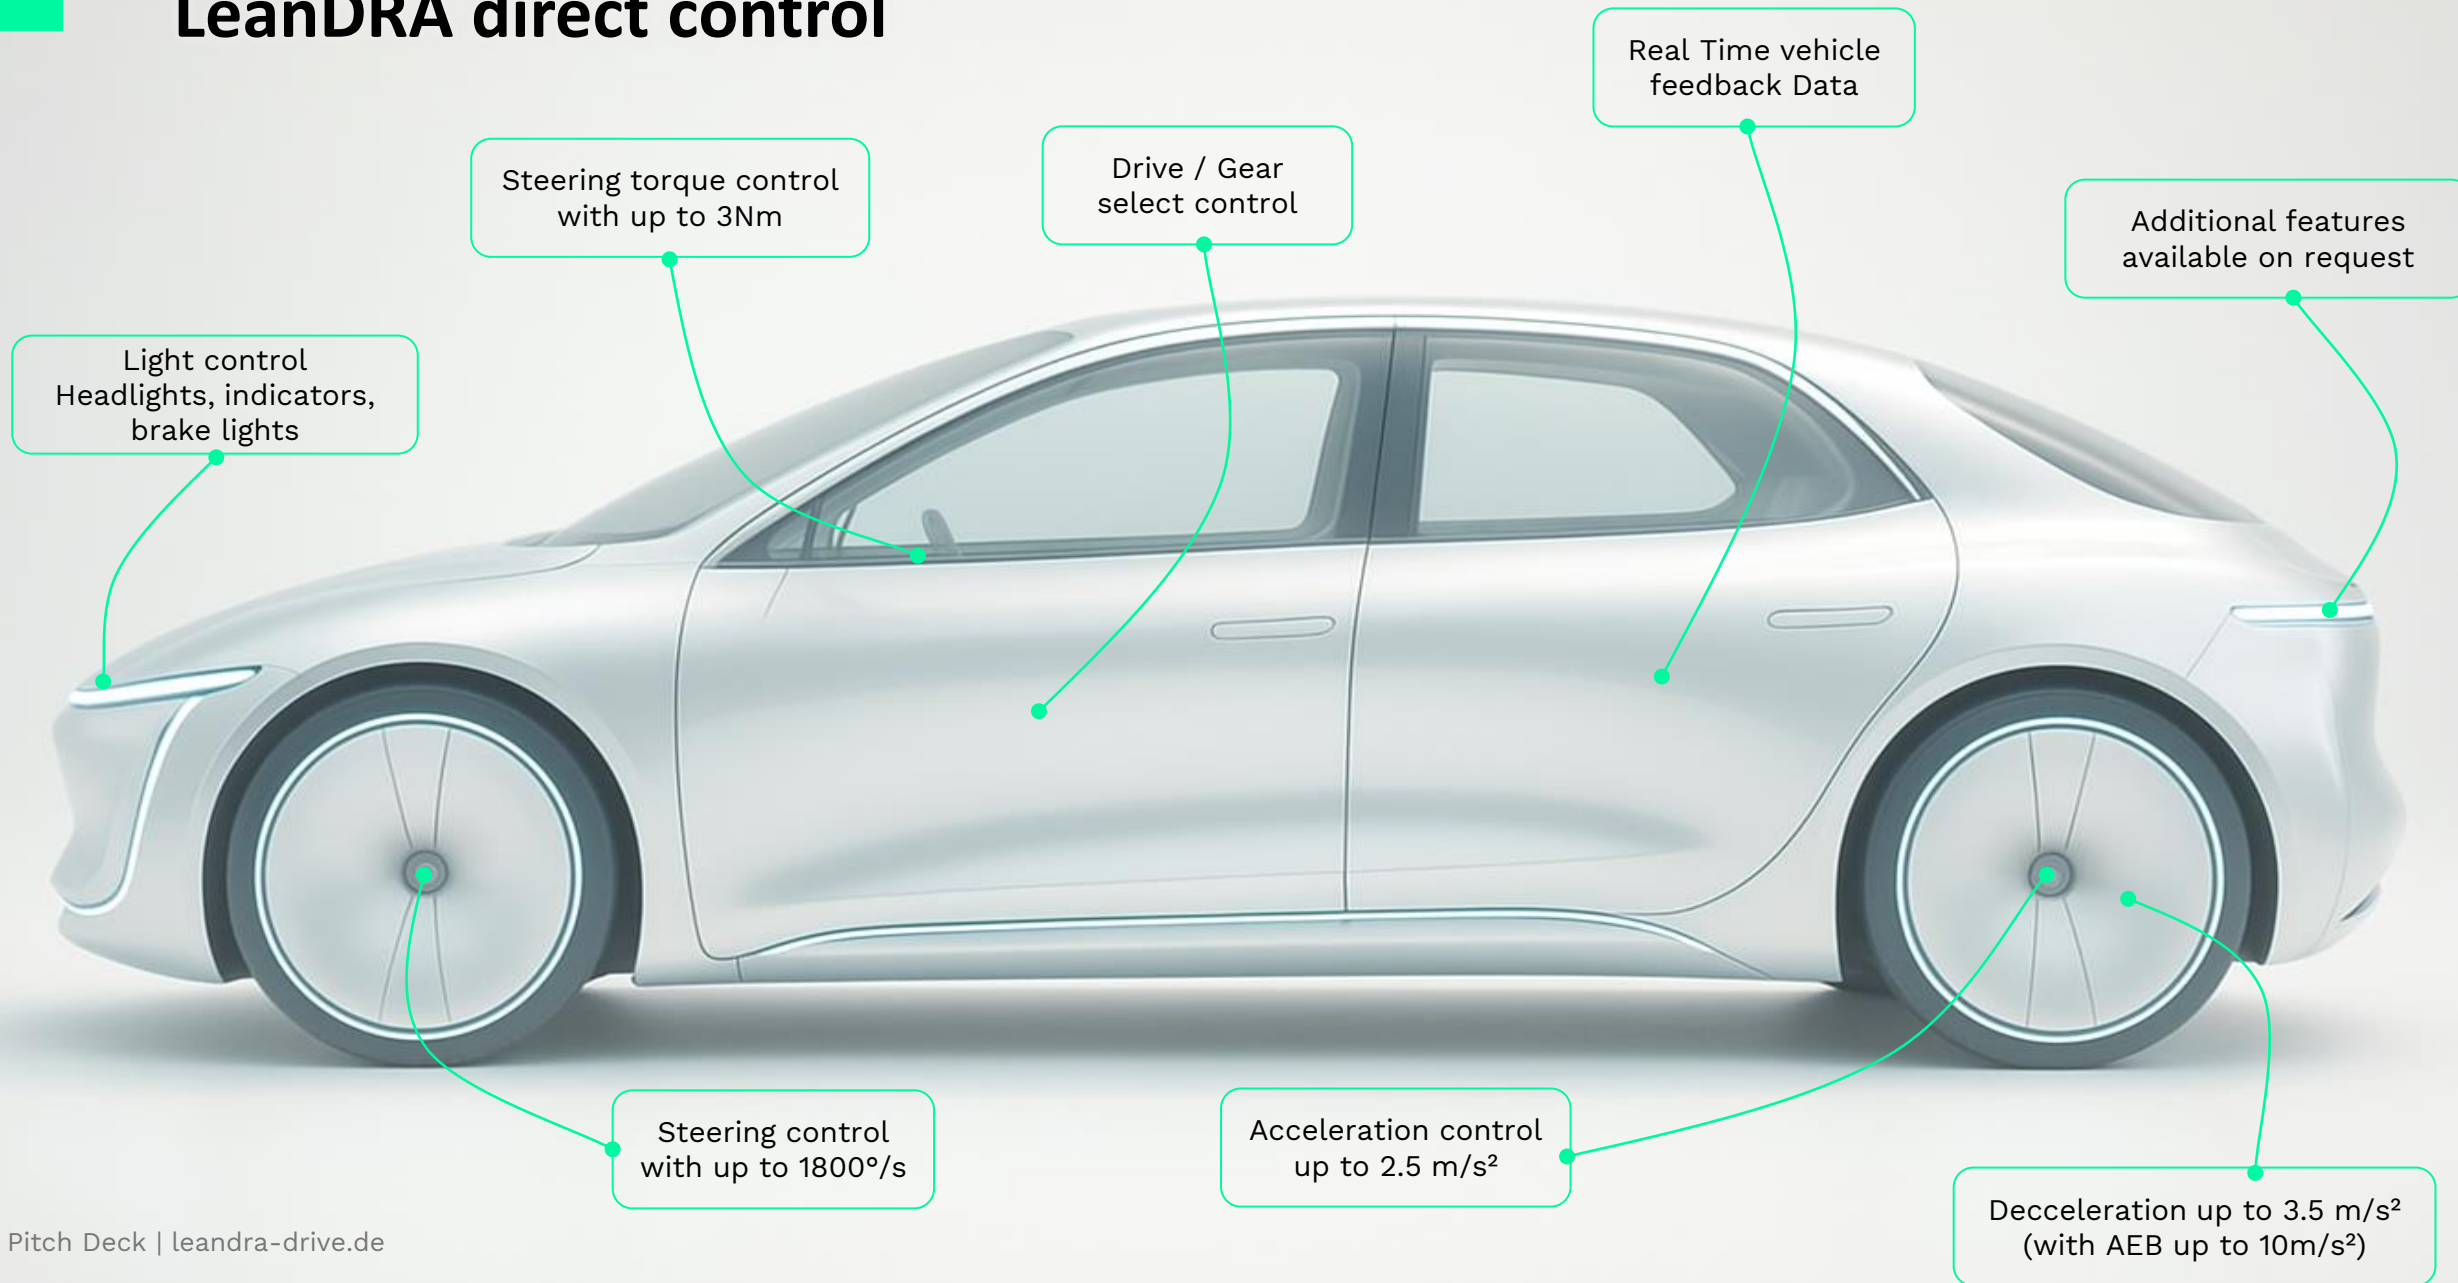 LeanDRA direct control
Real Time vehicle
feedback Data
Steering torque control
with up to 3Nm
Drive / Gear
select control
Additional features
available on request
Light control
Headlights, indicators,
brake lights
Steering control
with up to 1800°/s
Acceleration control
up to 2.5 m/s²
Decceleration up to 3.5 m/s²
(with AEB up to 10m/s²)
Pitch Deck | leandra-drive.de